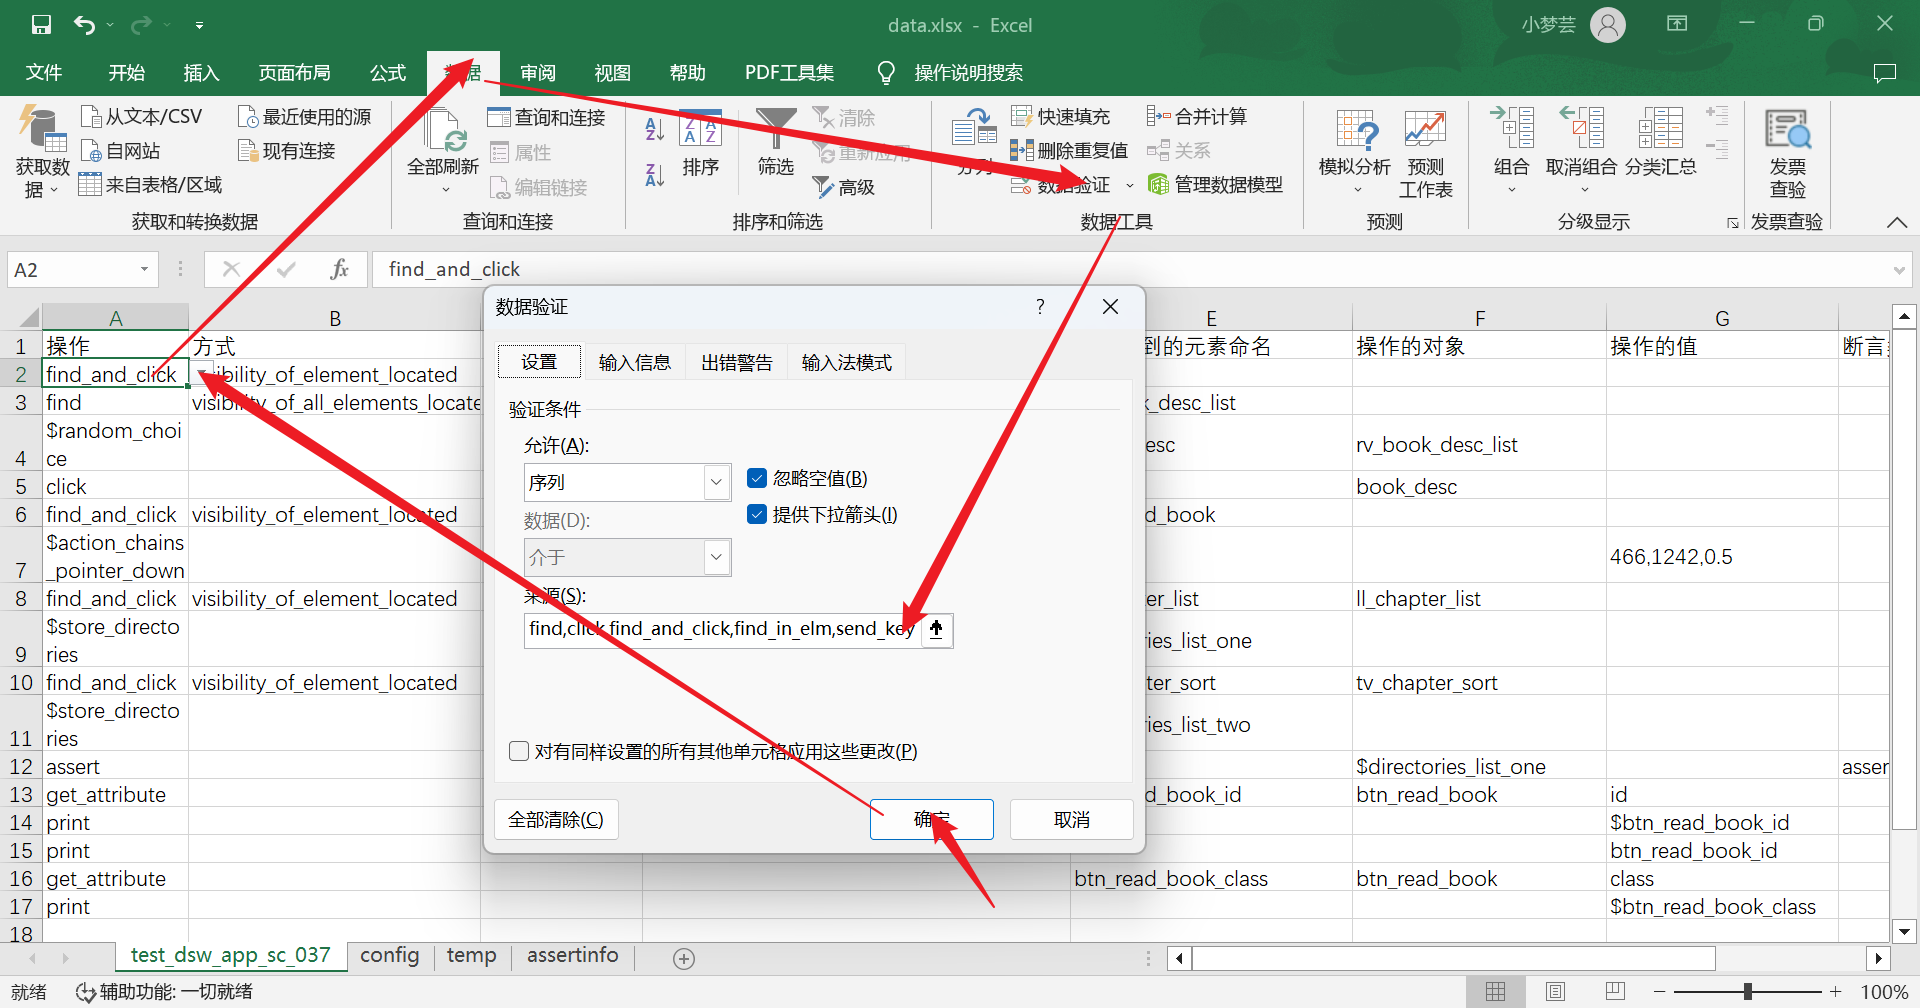 data.xlsx - Excel
小梦芸
文件 开始 插入 页面布局 公式 数据 审阅 视图 帮助 PDF工具集 操作说明搜索
获取数据
从文本/CSV
自网站
来自表格/区域
最近使用的源
现有连接
获取和转换数据
全部刷新
查询和连接
属性
编辑链接
查询和连接
排序
筛选
清除
重新应用
高级
排序和筛选
分列
快速填充
删除重复值
数据验证
合并计算
关系
管理数据模型
数据工具
模拟分析
预测
工作表
预测
组合
取消组合
分类汇总
分级显示
发票
查验
发票查验
A2
fx
find_and_click
A B E F G
1 操作 方式 到的元素命名 操作的对象 操作的值 断言
2 find_and_click visibility_of_element_located
3 find visibility_of_all_elements_locate k_desc_list
4 $random_choi
ce esc rv_book_desc_list
5 click book_desc
6 find_and_click visibility_of_element_located d_book
7 $action_chains
_pointer_down 466,1242,0.5
8 find_and_click visibility_of_element_located er_list ll_chapter_list
9 $store_directo
ries ies_list_one
10 find_and_click visibility_of_element_located ter_sort tv_chapter_sort
11 $store_directo
ries ies_list_two
12 assert $directories_list_one asser
13 get_attribute d_book_id btn_read_book id
14 print $btn_read_book_id
15 print btn_read_book_id
16 get_attribute btn_read_book_class btn_read_book class
17 print $btn_read_book_class
18
数据验证 ?
设置 输入信息 出错警告 输入法模式
验证条件
允许(A):
序列
忽略空值(B)
数据(D):
提供下拉箭头(I)
介于
来源(S):
find,click,find_and_click,find_in_elm,send_key
对有同样设置的所有其他单元格应用这些更改(P)
全部清除(C) 确定 取消
test_dsw_app_sc_037 config temp assertinfo
就绪 辅助功能: 一切就绪 100%